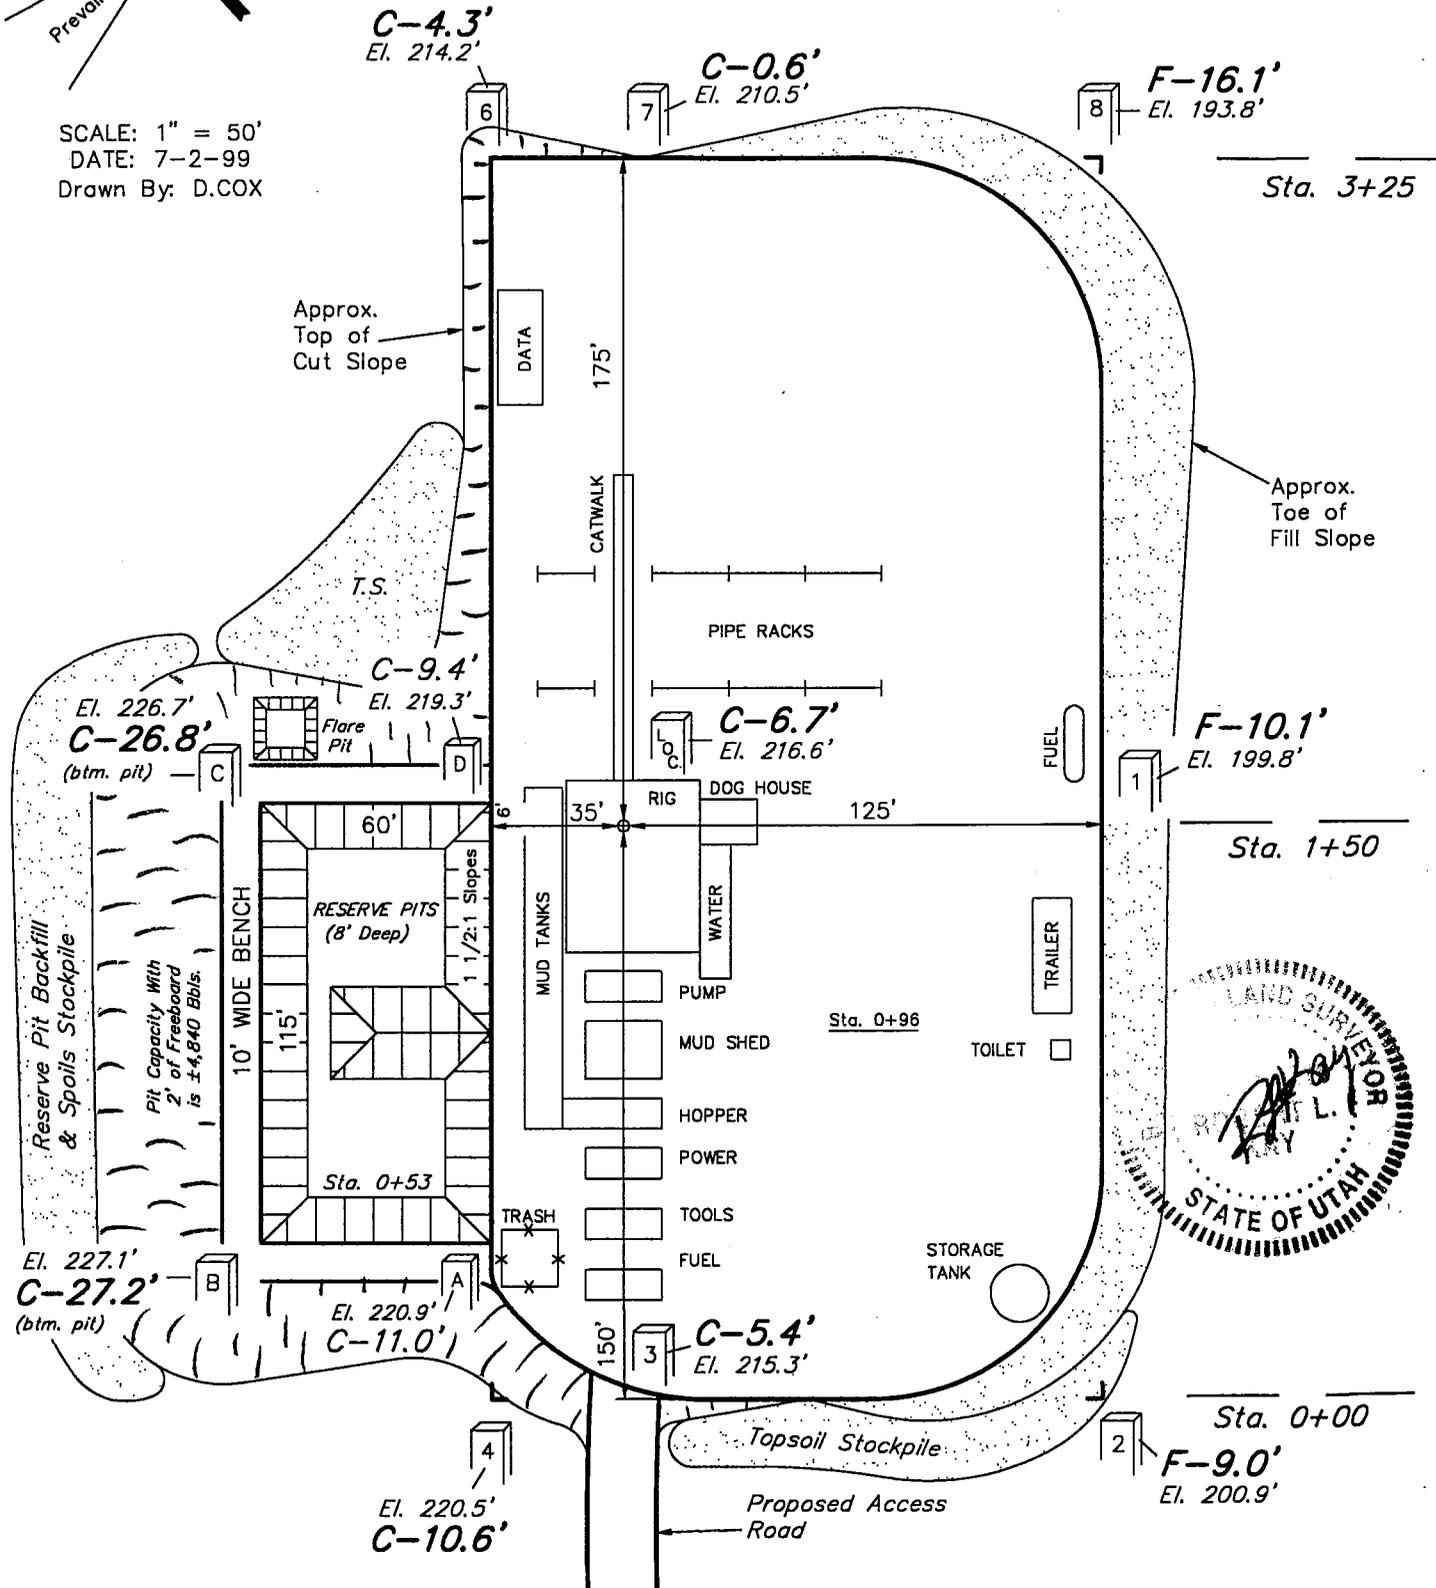 Prevai
C-4.3'
El. 214.2'
C-0.6'
El. 210.5'
F-16.1'
El. 193.8'
6
7
8
SCALE: 1" = 50'
DATE: 7-2-99
Drawn By: D.COX
Sta. 3+25
Approx.
Top of
Cut Slope
DATA
175'
CATWALK
Approx.
Toe of
Fill Slope
T.S.
PIPE RACKS
C-9.4'
El. 219.3'
El. 226.7'
C-26.8'
(btm. pit)
C
Flare
Pit
D
LOC.
C-6.7'
El. 216.6'
FUEL
F-10.1'
El. 199.8'
1
RIG
DOG HOUSE
60'
6'
35'
125'
Sta. 1+50
Reserve Pit Backfill
& Spoils Stockpile
Pit Capacity With
2' of Freeboard
is ±4,840 Bbls.
10' WIDE BENCH
115'
RESERVE PITS
(8' Deep)
1 1/2:1 Slopes
MUD TANKS
WATER
PUMP
MUD SHED
HOPPER
POWER
TOOLS
FUEL
Sta. 0+96
TRAILER
TOILET
LAND SURVEYOR
L.
STATE OF UTAH
Sta. 0+53
TRASH
STORAGE
TANK
El. 227.1'
C-27.2'
(btm. pit)
B
A
El. 220.9'
C-11.0'
150'
3
C-5.4'
El. 215.3'
Sta. 0+00
4
El. 220.5'
C-10.6'
Topsoil Stockpile
2
F-9.0'
El. 200.9'
Proposed Access
Road